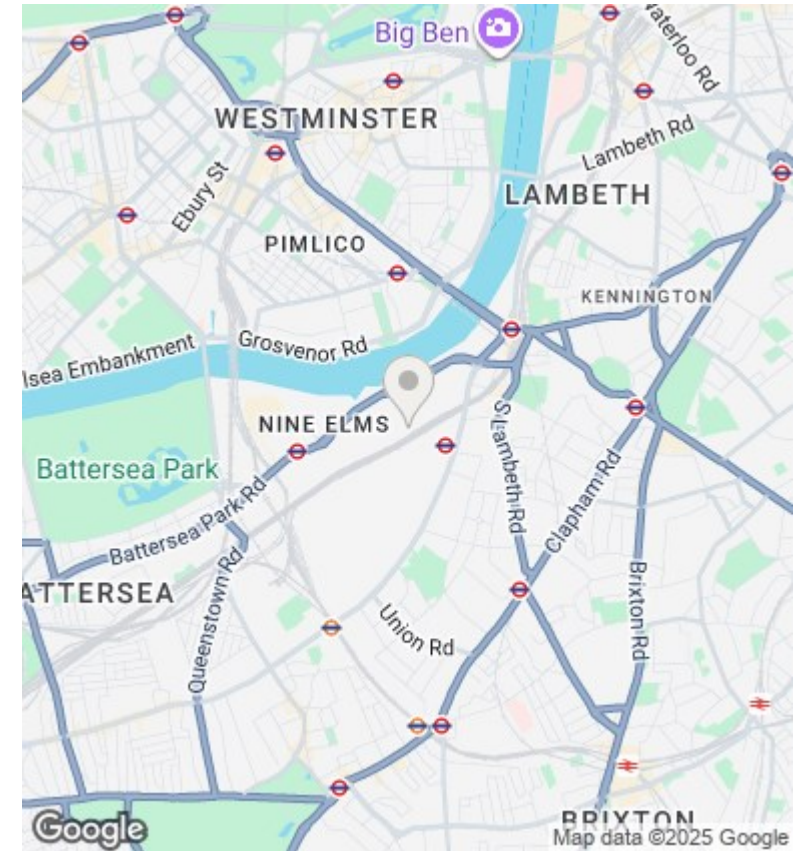 Big Ben
Waterloo Rd
WESTMINSTER
Lambeth Rd
Ebury St
LAMBETH
PIMLICO
KENNINGTON
Grosvenor Rd
lsea Embankment
NINE ELMS
S Lambeth Rd
Battersea Park
Clapham Rd
Battersea Park Rd
Queenstown Rd
Brixton Rd
ATTERSEA
Union Rd
BRIXTON
Google
Map data ©2025 Google